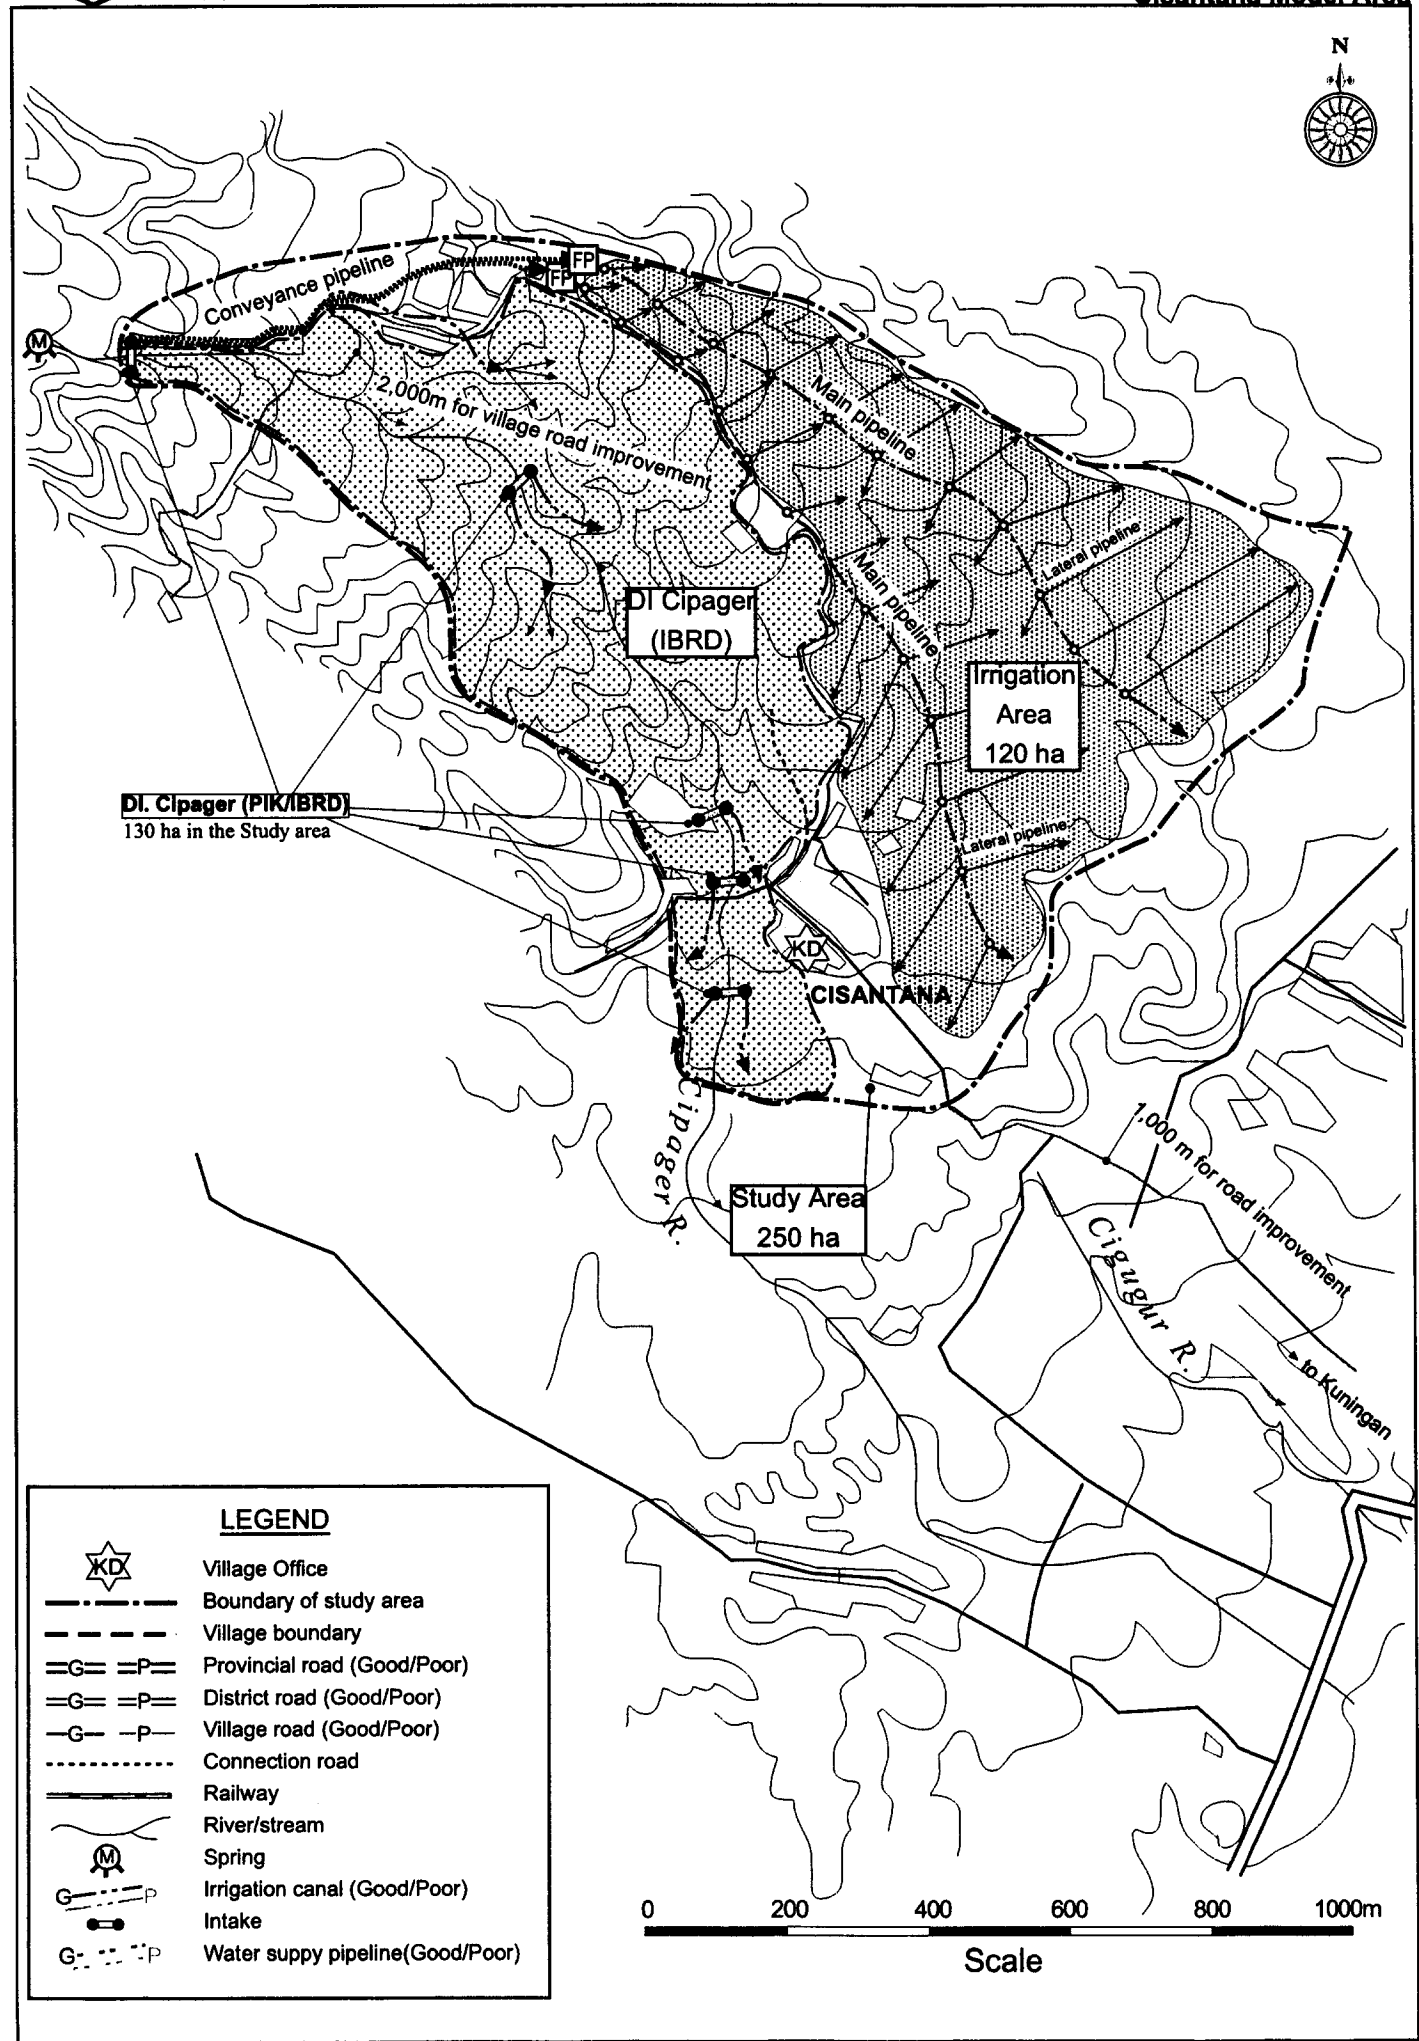 N
Conveyance pipeline
FP
FP
M
2,000m for village road improvement
Main pipeline
Lateral pipeline
Main pipeline
DI Cipager
(IBRD)
Irrigation
Area
120 ha
DI. Cipager (PIK/IBRD)
130 ha in the Study area
Lateral pipeline
KD
CISANTANA
Cipager R.
1,000 m for road improvement
Study Area
250 ha
Cigugur R.
to Kuningan
LEGEND
KD Village Office
Boundary of study area
Village boundary
G P Provincial road (Good/Poor)
G P District road (Good/Poor)
G P Village road (Good/Poor)
Connection road
Railway
River/stream
M Spring
G P Irrigation canal (Good/Poor)
Intake
G P Water suppy pipeline(Good/Poor)
0 200 400 600 800 1000m
Scale